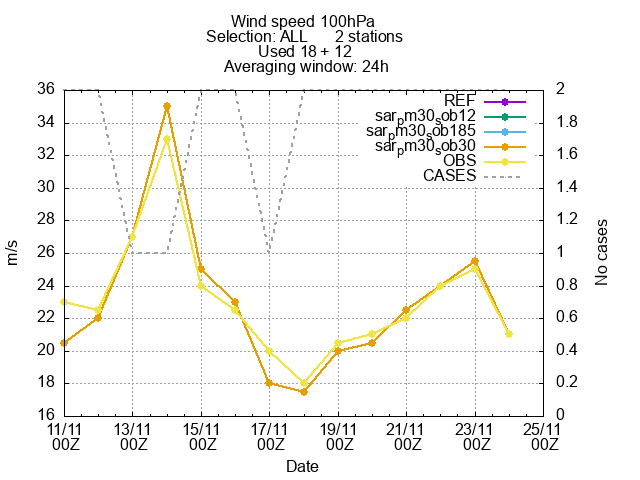 Wind speed 100hPa
Selection: ALL 2 stations
Used 18 + 12
Averaging window: 24h
36
34
32
30
28
26
24
22
20
18
16
m/s
2
1.8
1.6
1.4
1.2
1
0.8
0.6
0.4
0.2
0
No cases
REF
sar_pm30_sob12
sar_pm30_sob185
sar_pm30_sob30
OBS
CASES
11/11 13/11 15/11 17/11 19/11 21/11 23/11 25/11
00Z 00Z 00Z 00Z 00Z 00Z 00Z 00Z
Date